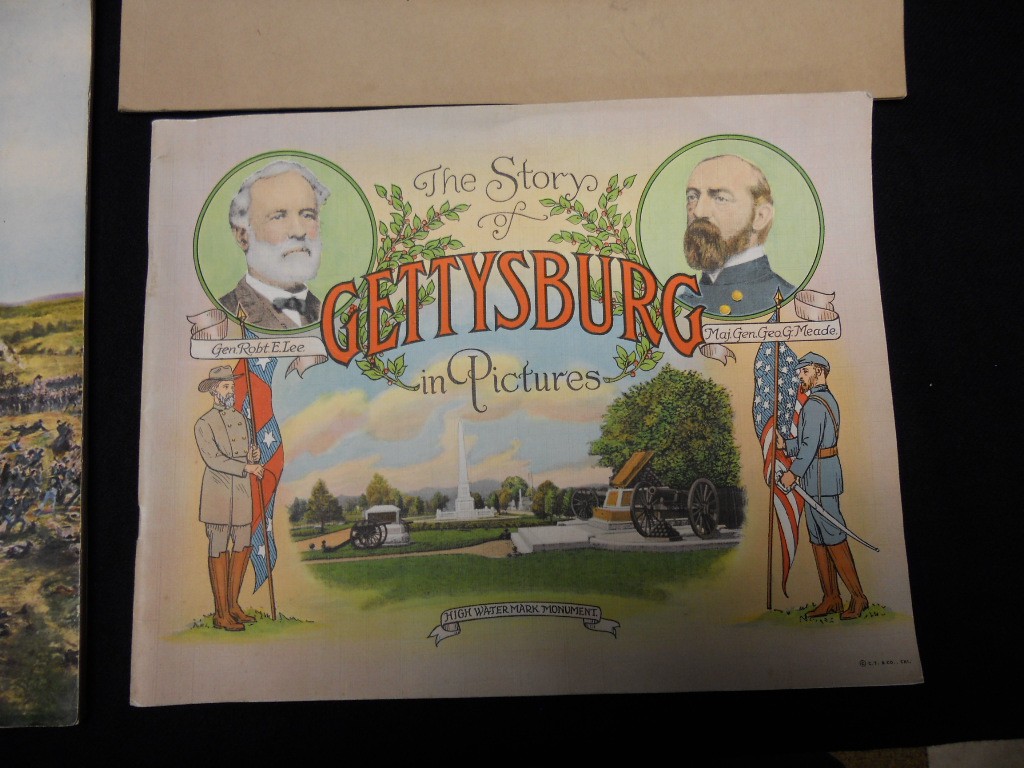 The Story
of
GETTYSBURG
in Pictures
Gen. Robt. E. Lee
Maj. Gen. Geo. G. Meade.
HIGH WATER MARK MONUMENT